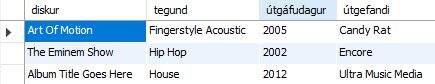 diskur tegund útgáfudagur útgefandi
Art Of Motion Fingerstyle Acoustic 2005 Candy Rat
The Eminem Show Hip Hop 2002 Encore
Album Title Goes Here House 2012 Ultra Music Media